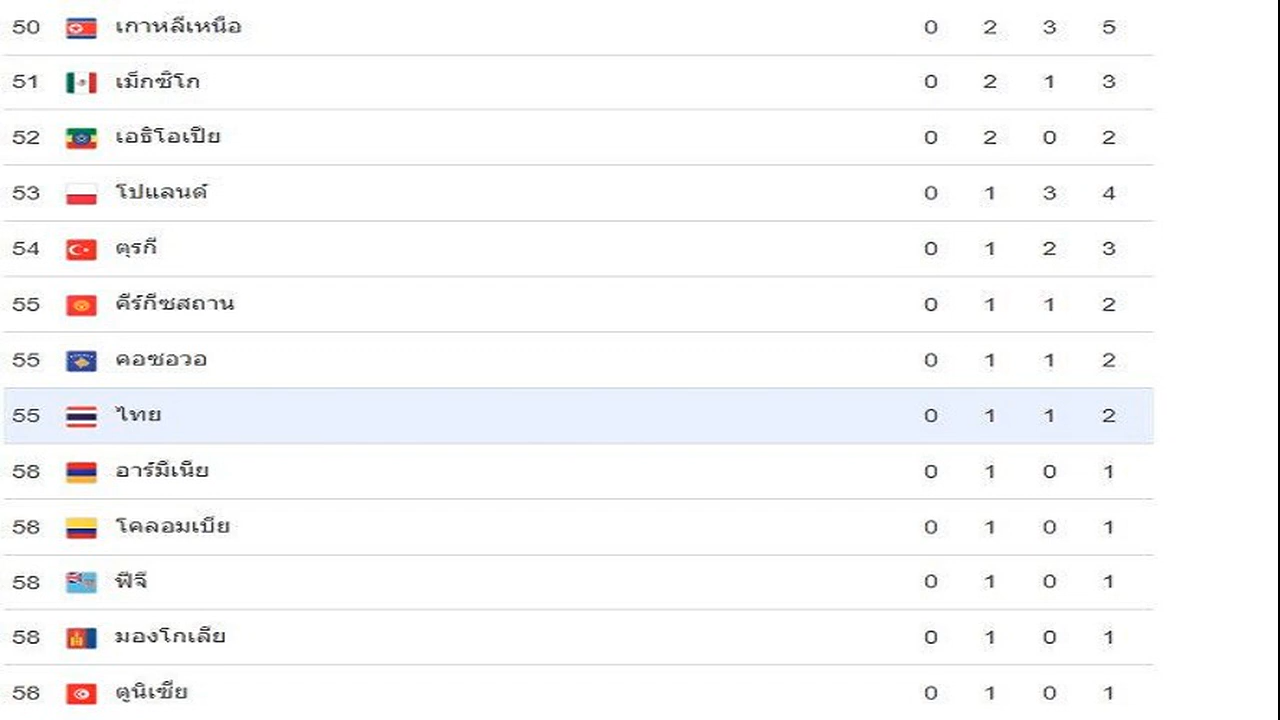 50 เกาหลีเหนือ 0 2 3 5
51 เม็กซิโก 0 2 1 3
52 เอธิโอเปีย 0 2 0 2
53 โปแลนด์ 0 1 3 4
54 ตุรกี 0 1 2 3
55 คีร์กีซสถาน 0 1 1 2
55 คอซอวอ 0 1 1 2
55 ไทย 0 1 1 2
58 อาร์มีเนีย 0 1 0 1
58 โคลอมเบีย 0 1 0 1
58 ฟีจี 0 1 0 1
58 มองโกเลีย 0 1 0 1
58 ตูนิเซีย 0 1 0 1